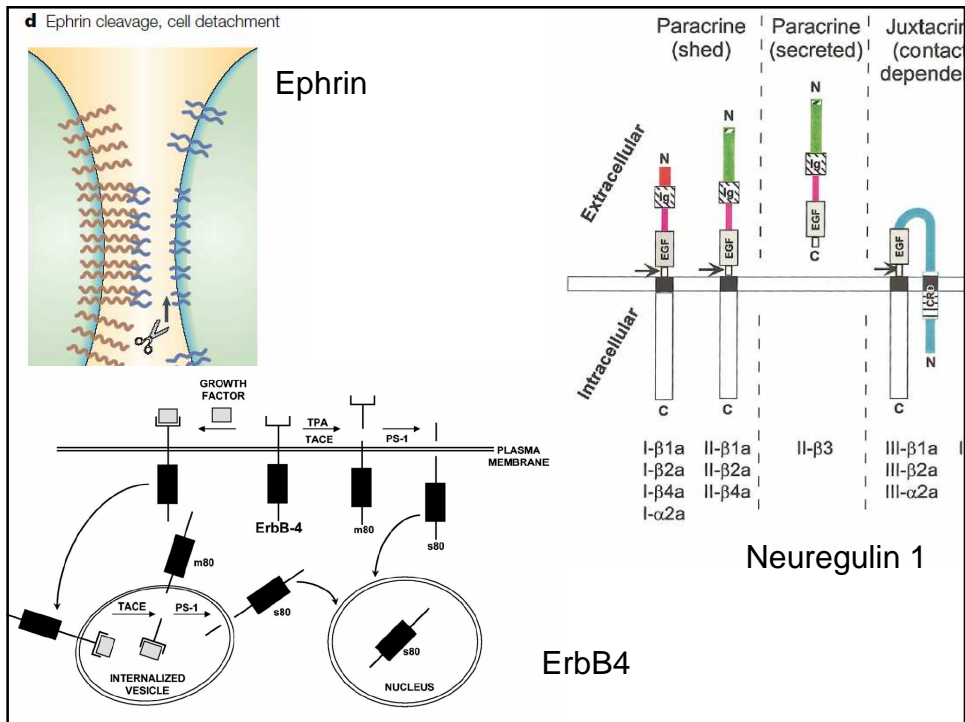 d Ephrin cleavage, cell detachment
Ephrin
Paracrine
(shed)
Paracrine
(secreted)
Juxtacrin
(contact
depende
Extracellular
Intracellular
N
Ig
EGF
C
N
Ig
EGF
C
N
Ig
EGF
C
EGF
CRD
N
C
I-β1a
I-β2a
I-β4a
I-α2a
II-β1a
II-β2a
II-β4a
II-β3
III-β1a
III-β2a
III-α2a
I
Neuregulin 1
GROWTH
FACTOR
TPA
TACE
PS-1
PLASMA
MEMBRANE
ErbB-4
m80
s80
m80
TACE
PS-1
s80
INTERNALIZED
VESICLE
s80
NUCLEUS
ErbB4